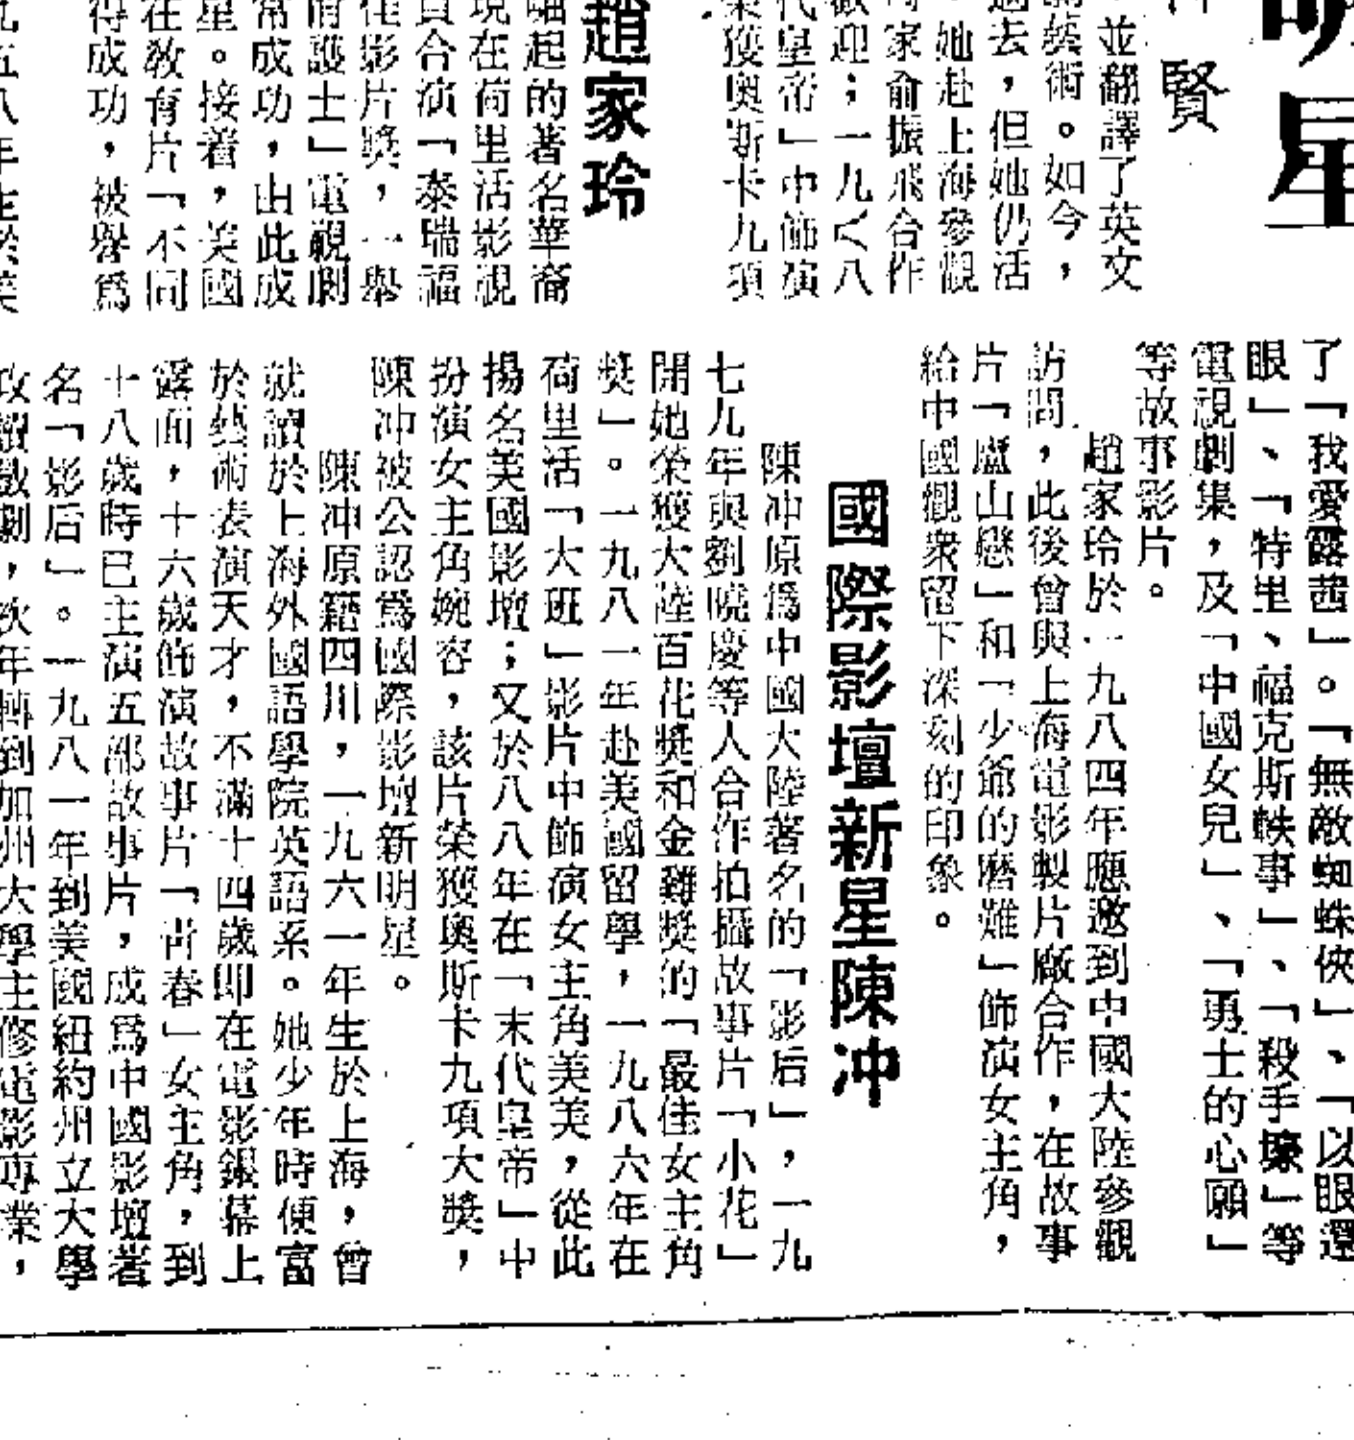 明星
賢
，並翻譯了英文
藝術。如今，
過去，但她仍活
。她赴上海參觀
家俞振飛合作
歡迎；一九八八
代皇帝」中飾演
榮獲奧斯卡九項
趙家玲
崛起的著名華裔
現在荷里活影視
員合演「泰瑞福
佳影片獎，一舉
護士」電視劇
常成功，由此成
星。接着，美國
在教育片「不同
得成功，被譽爲
九五八年生於美
了「我愛露茜」。「無敵蜘蛛俠」、「以眼還
眼」、「特里、福克斯軼事」、「殺手壕」等
電視劇集，及「中國女兒」、「勇士的心願」
等故事影片。
趙家玲於一九八四年應邀到中國大陸參觀
訪問，此後曾與上海電影製片廠合作，在故事
片「廬山戀」和「少爺的磨難」飾演女主角，
給中國觀衆留下深刻的印象。
國際影壇新星陳冲
陳冲原爲中國大陸著名的「影后」，一九
七九年與劉曉慶等人合作拍攝故事片「小花」
開她榮獲大陸百花獎和金雞獎的「最佳女主角
獎」。一九八一年赴美國留學，一九八六年在
荷里活「大班」影片中飾演女主角美美，從此
揚名美國影壇；又於八八年在「末代皇帝」中
扮演女主角婉容，該片榮獲奧斯卡九項大獎，
陳冲被公認爲國際影壇新明星。
陳冲原籍四川，一九六一年生於上海，曾
就讀於上海外國語學院英語系。她少年時便富
於藝術表演天才，不滿十四歲即在電影銀幕上
露面，十六歲飾演故事片「青春」女主角，到
十八歲時已主演五部故事片，成爲中國影壇著
名「影后」。一九八一年到美國紐約州立大學
攻讀戲劇，次年轉到加州大學主修電影專業，